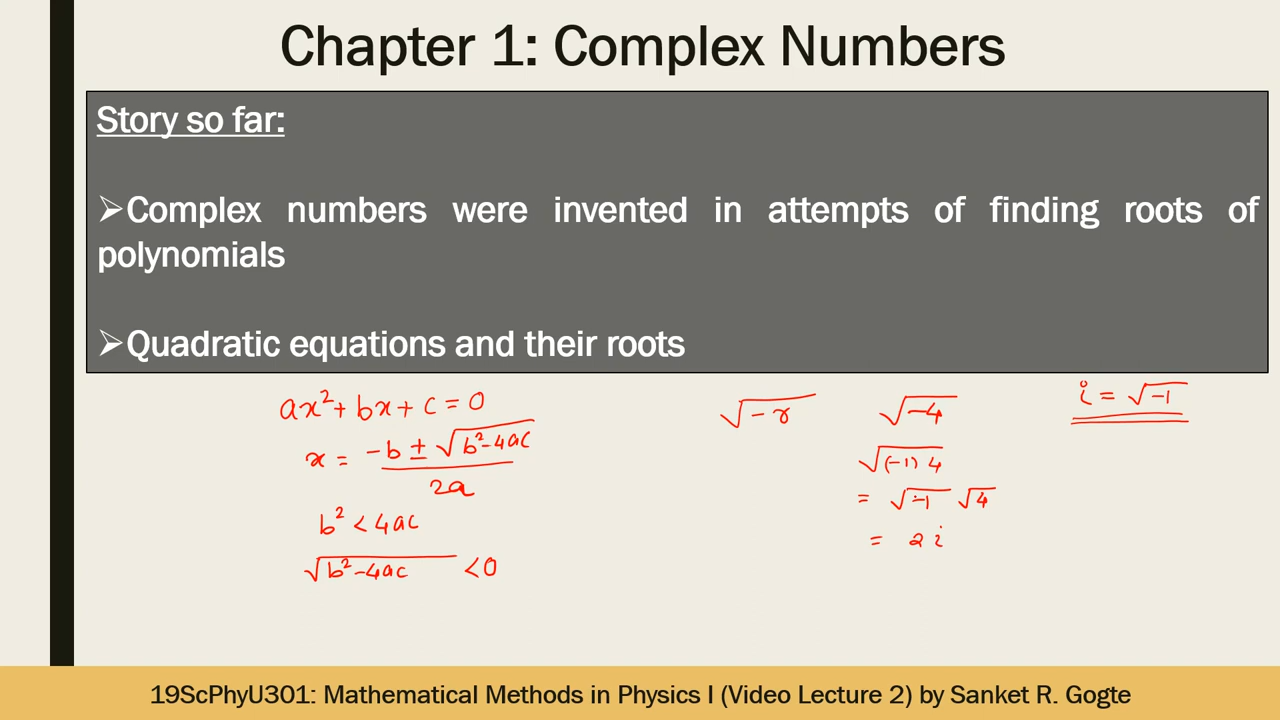 Chapter 1: Complex Numbers
Story so far:
➢Complex numbers were invented in attempts of finding roots of
polynomials
➢Quadratic equations and their roots
ax²+ bx + c = 0
x = (-b ± √(b²-4ac))/2a
b² < 4ac
√(b²-4ac) <0
√(-r)
√(-4)
√((-1) 4)
= √(-1) √4
= 2 i
i = √(-1)
19ScPhyU301: Mathematical Methods in Physics I (Video Lecture 2) by Sanket R. Gogte